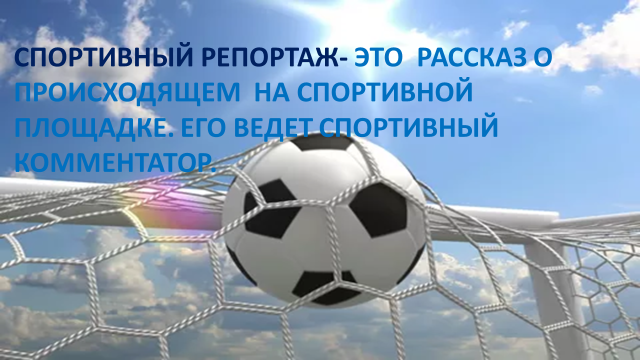 СПОРТИВНЫЙ РЕПОРТАЖ- ЭТО  РАССКАЗ О
ПРОИСХОДЯЩЕМ  НА СПОРТИВНОЙ
ПЛОЩАДКЕ. ЕГО ВЕДЕТ СПОРТИВНЫЙ
КОММЕНТАТОР.